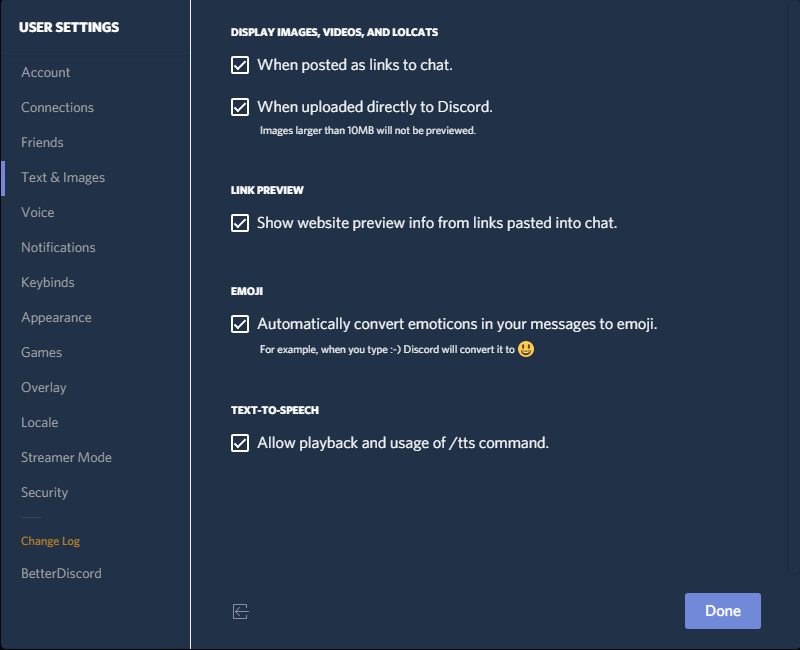 USER SETTINGS
Account
Connections
Friends
Text & Images
Voice
Notifications
Keybinds
Appearance
Games
Overlay
Locale
Streamer Mode
Security
Change Log
BetterDiscord
DISPLAY IMAGES, VIDEOS, AND LOLCATS
When posted as links to chat.
When uploaded directly to Discord.
Images larger than 10MB will not be previewed.
LINK PREVIEW
Show website preview info from links pasted into chat.
EMOJI
Automatically convert emoticons in your messages to emoji.
For example, when you type :-) Discord will convert it to 😃
TEXT-TO-SPEECH
Allow playback and usage of /tts command.
Done